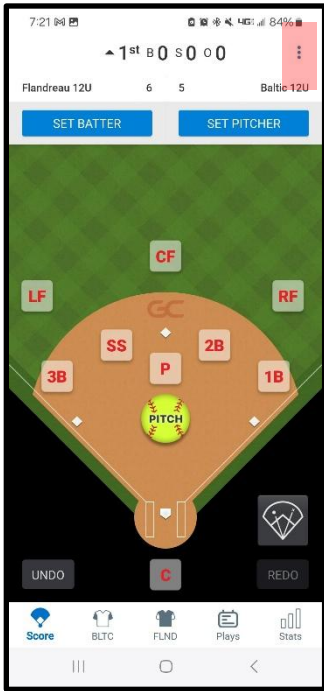 7:21 4G 84%
1st B 0 S 0 O 0
Flandreau 12U 6 5 Baltic 12U
SET BATTER SET PITCHER
CF
LF RF
GC
SS 2B
P
3B 1B
PITCH
UNDO C REDO
Score BLTC FLND Plays Stats